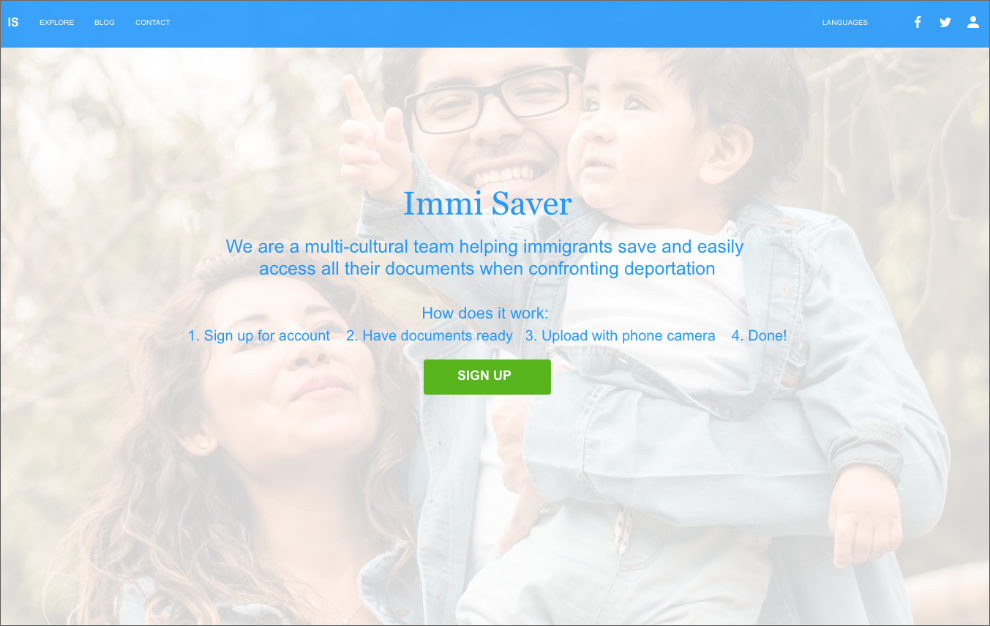 IS EXPLORE BLOG CONTACT LANGUAGES
Immi Saver
We are a multi-cultural team helping immigrants save and easily
access all their documents when confronting deportation
How does it work:
1. Sign up for account 2. Have documents ready 3. Upload with phone camera 4. Done!
SIGN UP